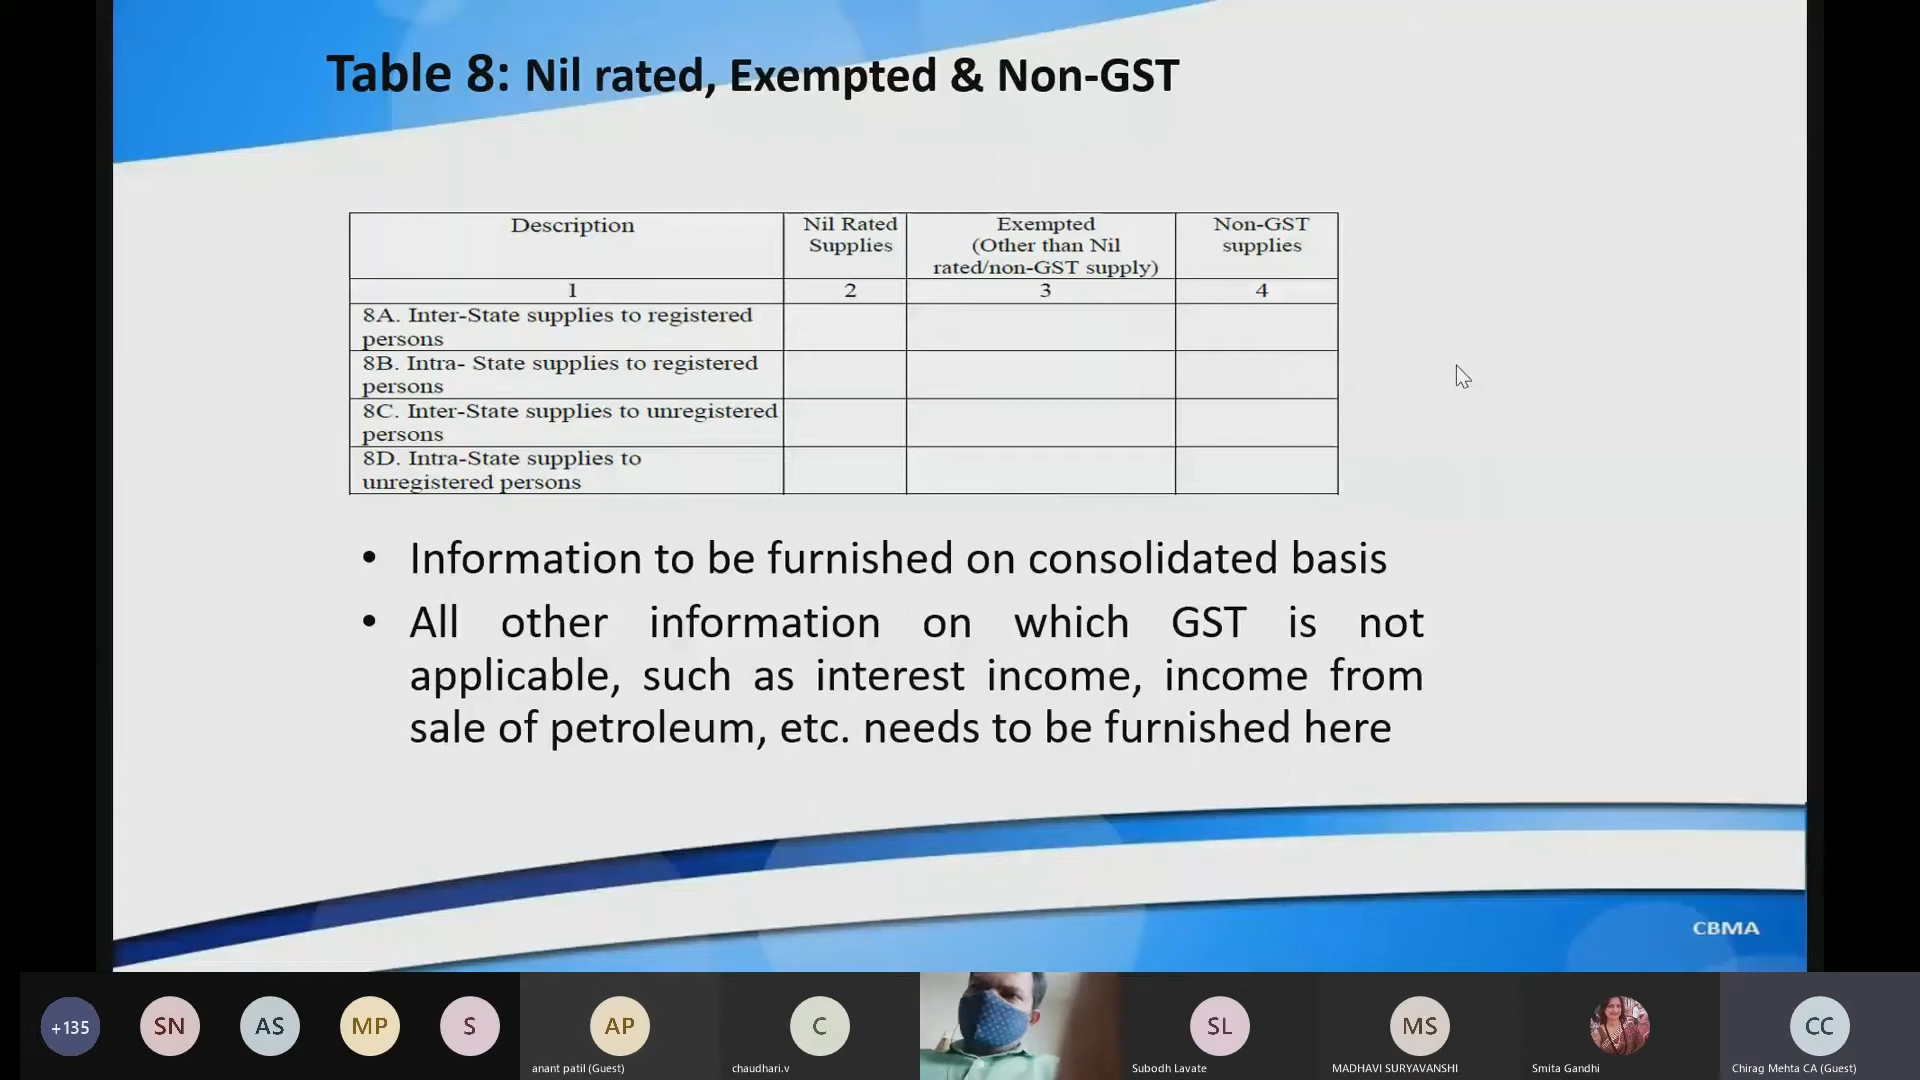 Table 8: Nil rated, Exempted & Non-GST
Description
Nil Rated
Supplies
Exempted
(Other than Nil
rated/non-GST supply)
Non-GST
supplies
1
2
3
4
8A. Inter-State supplies to registered
persons
8B. Intra- State supplies to registered
persons
8C. Inter-State supplies to unregistered
persons
8D. Intra-State supplies to
unregistered persons
• Information to be furnished on consolidated basis
• All other information on which GST is not
applicable, such as interest income, income from
sale of petroleum, etc. needs to be furnished here
CBMA
+135
SN
AS
MP
S
AP
anant patil (Guest)
C
chaudhari.v
SL
Subodh Lavate
MS
MADHAVI SURYAVANSHI
Smita Gandhi
CC
Chirag Mehta CA (Guest)